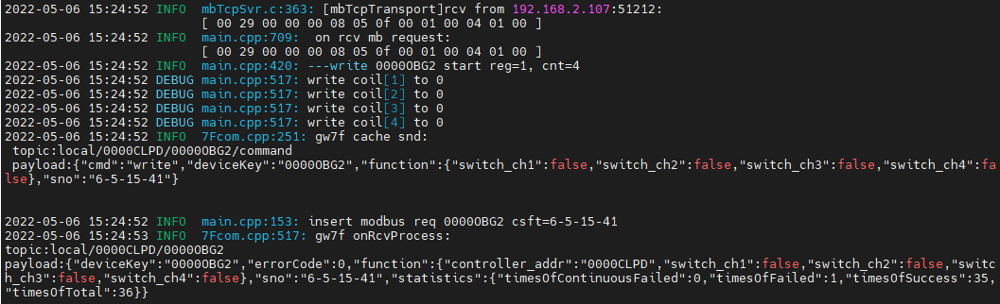 2022-05-06 15:24:52 INFO  mbTcpSvr.c:363: [mbTcpTransport]rcv from 192.168.2.107:51212:
[ 00 29 00 00 00 08 05 0f 00 01 00 04 01 00 ]
2022-05-06 15:24:52 INFO  main.cpp:709:  on rcv mb request:
[ 00 29 00 00 00 08 05 0f 00 01 00 04 01 00 ]
2022-05-06 15:24:52 INFO  main.cpp:420: ---write 0000OBG2 start reg=1, cnt=4
2022-05-06 15:24:52 DEBUG main.cpp:517: write coil[1] to 0
2022-05-06 15:24:52 DEBUG main.cpp:517: write coil[2] to 0
2022-05-06 15:24:52 DEBUG main.cpp:517: write coil[3] to 0
2022-05-06 15:24:52 DEBUG main.cpp:517: write coil[4] to 0
2022-05-06 15:24:52 INFO  7Fcom.cpp:251: gw7f cache snd:
topic:local/0000CLPD/0000OBG2/command
payload:{"cmd":"write","deviceKey":"0000OBG2","function":{"switch_ch1":false,"switch_ch2":false,"switch_ch3":false,"switch_ch4":fa
lse},"sno":"6-5-15-41"}
2022-05-06 15:24:52 INFO  main.cpp:153: insert modbus req 0000OBG2 csft=6-5-15-41
2022-05-06 15:24:53 INFO  7Fcom.cpp:517: gw7f onRcvProcess:
topic:local/0000CLPD/0000OBG2
payload:{"deviceKey":"0000OBG2","errorCode":0,"function":{"controller_addr":"0000CLPD","switch_ch1":false,"switch_ch2":false,"switc
h_ch3":false,"switch_ch4":false},"sno":"6-5-15-41","statistics":{"timesOfContinuousFailed":0,"timesOfFailed":1,"timesOfSuccess":35,
"timesOfTotal":36}}